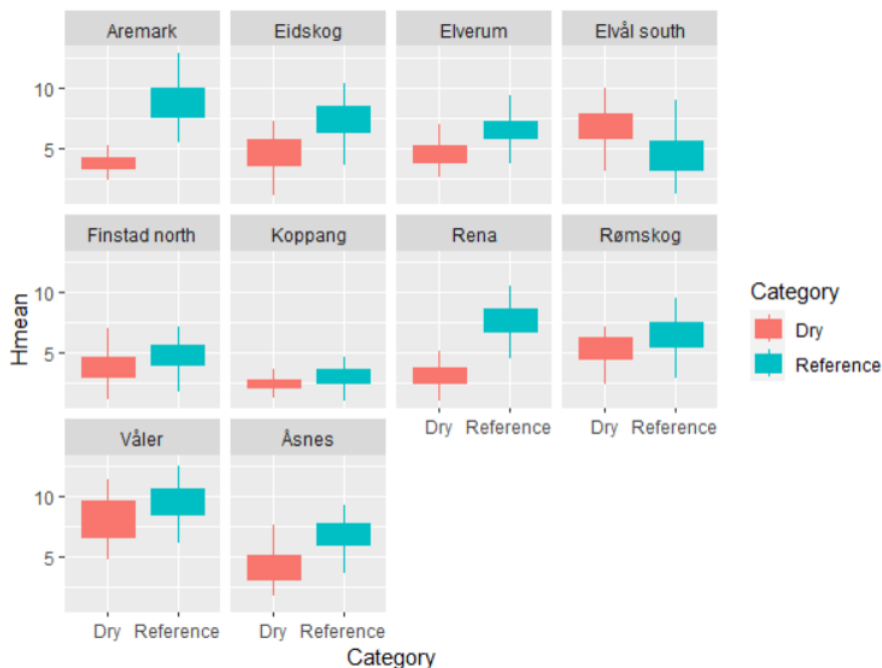 Aremark Eidskog Elverum Elvål south
10
5
Finstad north Koppang Rena Rømskog
10
5
Dry Reference Dry Reference
Våler Åsnes
10
5
Dry Reference Dry Reference
Category
Hmean
Category
Dry
Reference